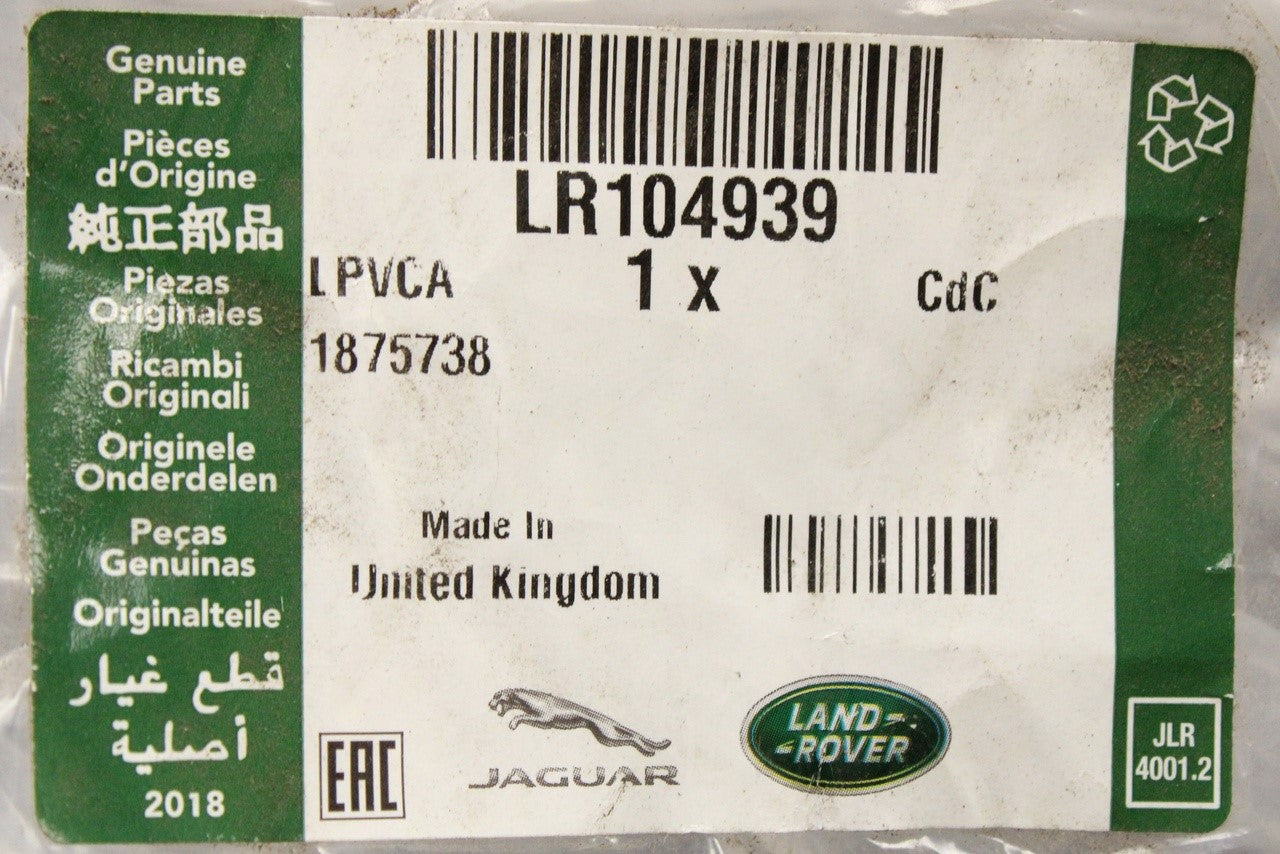 Genuine
Parts
Pièces
d'Origine
純正部品
Piezas
Originales
Ricambi
Originali
Originele
Onderdelen
Peças
Genuinas
Originalteile
قطع غيار
أصلية
2018
LR104939
LPVCA
1 x
CdC
1875738
Made In
United Kingdom
EAC
JAGUAR
LAND-
-ROVER
JLR
4001.2